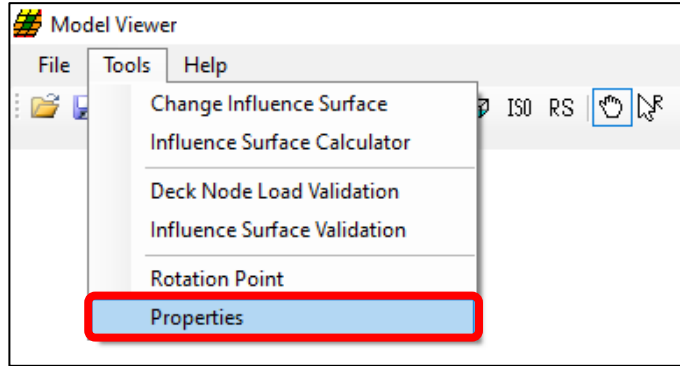 Model Viewer
File Tools Help
ISO RS R
Change Influence Surface
Influence Surface Calculator
Deck Node Load Validation
Influence Surface Validation
Rotation Point
Properties